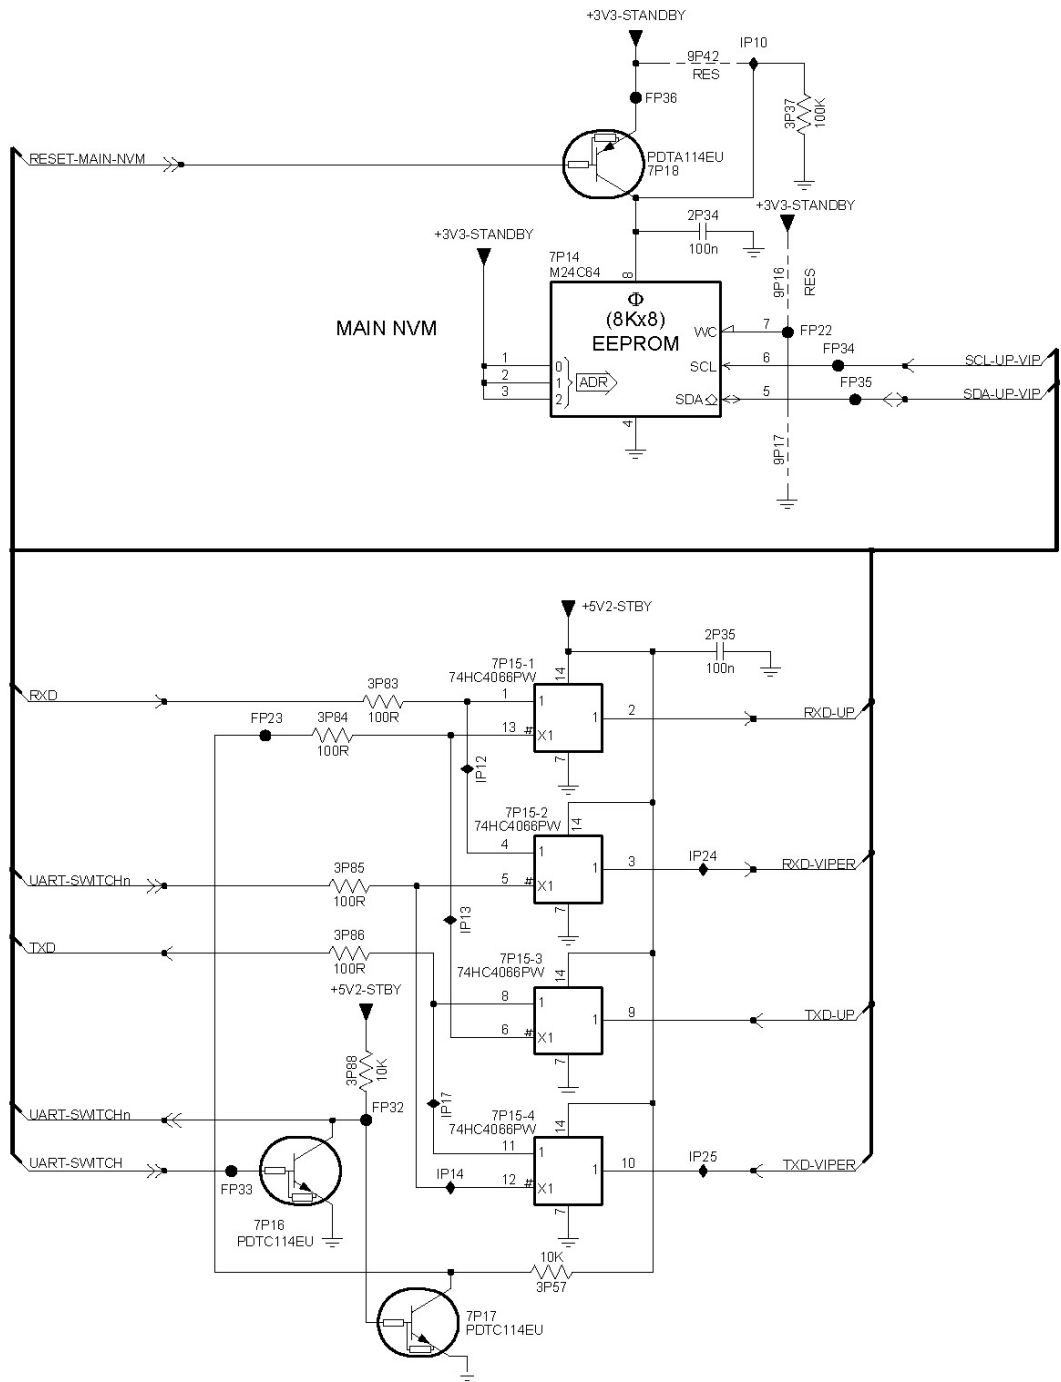 +3V3-STANDBY
9P42
RES
IP10
FP36
3P37
100K
RESET-MAIN-NVM
PDTA114EU
7P18
+3V3-STANDBY
2P34
100n
+3V3-STANDBY
7P14
M24C64
8
9P16
RES
Φ
(8Kx8)
EEPROM
MAIN NVM
WC
7
FP22
FP34
1
0
SCL
6
SCL-UP-VIP
2
1
ADR
FP35
3
2
SDA
5
SDA-UP-VIP
4
9P17
+5V2-STBY
2P35
100n
7P15-1
74HC4066PW
14
RXD
3P83
100R
1
1
1
2
RXD-UP
FP23
3P84
100R
13
#
X1
7
IP12
7P15-2
74HC4066PW
14
4
1
1
3
IP24
RXD-VIPER
UART-SWITCHn
3P85
100R
5
#
X1
7
IP13
TXD
3P86
100R
7P15-3
74HC4066PW
14
+5V2-STBY
8
1
1
9
TXD-UP
6
#
X1
7
3P88
10K
FP32
IP17
UART-SWITCHn
7P15-4
74HC4066PW
14
11
1
1
10
IP25
TXD-VIPER
UART-SWITCH
FP33
IP14
12
#
X1
7
7P16
PDTC114EU
10K
3P57
7P17
PDTC114EU